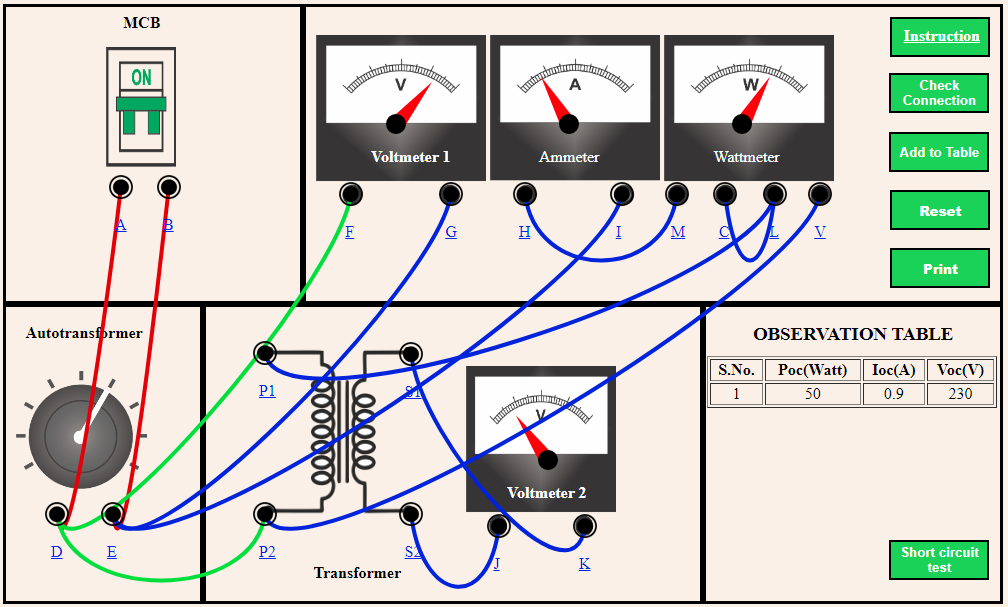 MCB
ON
A
B
V
Voltmeter 1
A
Ammeter
W
Wattmeter
F
G
H
I
M
C
L
V
Instruction
Check
Connection
Add to Table
Reset
Print
Autotransformer
D
E
P1
S1
P2
S2
Transformer
V
Voltmeter 2
J
K
OBSERVATION TABLE
S.No. Poc(Watt) Ioc(A) Voc(V)
1 50 0.9 230
Short circuit
test